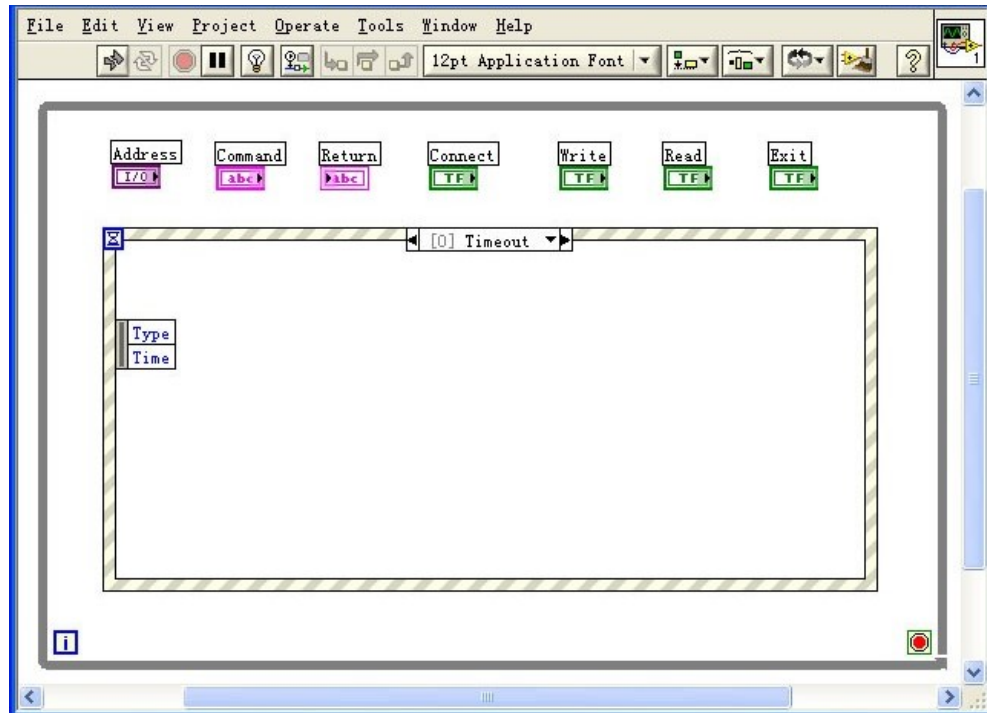 File Edit View Project Operate Tools Window Help
12pt Application Font
?
1
Address Command Return Connect Write Read Exit
I/O abc abc TF TF TF TF
[0] Timeout
Type
Time
i